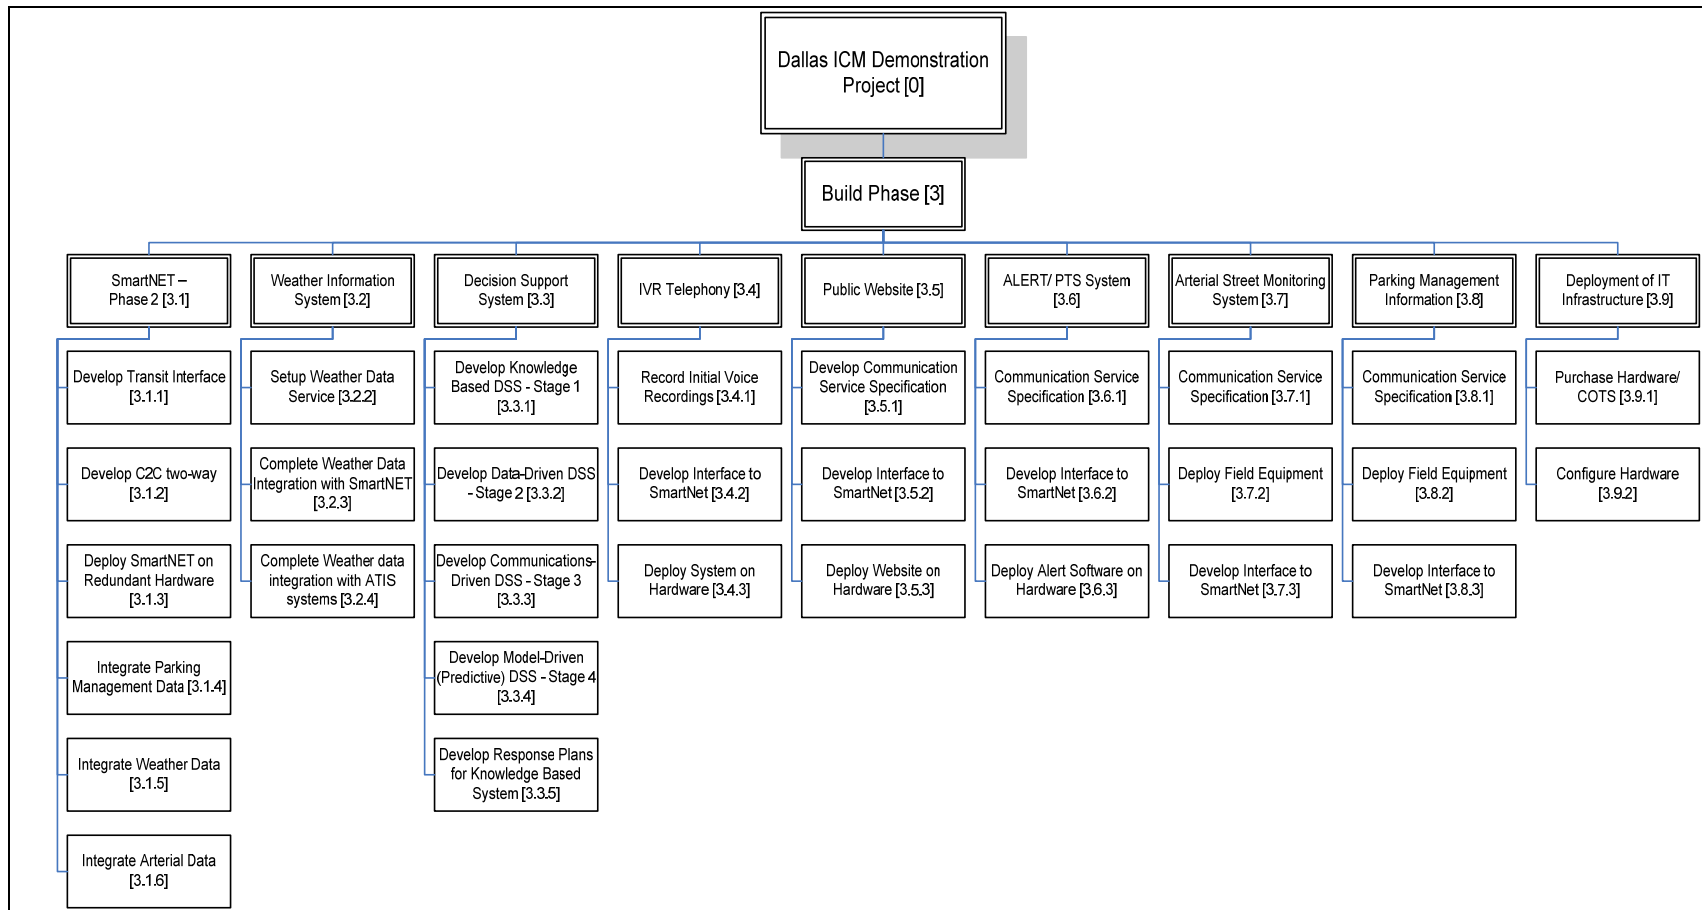 Dallas ICM Demonstration
Project [0]
Build Phase [3]
SmartNET –
Phase 2 [3.1]
Weather Information
System [3.2]
Decision Support
System [3.3]
IVR Telephony [3.4]
Public Website [3.5]
ALERT/ PTS System
[3.6]
Arterial Street Monitoring
System [3.7]
Parking Management
Information [3.8]
Deployment of IT
Infrastructure [3.9]
Develop Transit Interface
[3.1.1]
Develop C2C two-way
[3.1.2]
Deploy SmartNET on
Redundant Hardware
[3.1.3]
Integrate Parking
Management Data [3.1.4]
Integrate Weather Data
[3.1.5]
Integrate Arterial Data
[3.1.6]
Setup Weather Data
Service [3.2.2]
Complete Weather Data
Integration with SmartNET
[3.2.3]
Complete Weather data
integration with ATIS
systems [3.2.4]
Develop Knowledge
Based DSS - Stage 1
[3.3.1]
Develop Data-Driven DSS
- Stage 2 [3.3.2]
Develop Communications-
Driven DSS - Stage 3
[3.3.3]
Develop Model-Driven
(Predictive) DSS - Stage 4
[3.3.4]
Develop Response Plans
for Knowledge Based
System [3.3.5]
Record Initial Voice
Recordings [3.4.1]
Develop Interface to
SmartNet [3.4.2]
Deploy System on
Hardware [3.4.3]
Develop Communication
Service Specification
[3.5.1]
Develop Interface to
SmartNet [3.5.2]
Deploy Website on
Hardware [3.5.3]
Communication Service
Specification [3.6.1]
Develop Interface to
SmartNet [3.6.2]
Deploy Alert Software on
Hardware [3.6.3]
Communication Service
Specification [3.7.1]
Deploy Field Equipment
[3.7.2]
Develop Interface to
SmartNet [3.7.3]
Communication Service
Specification [3.8.1]
Deploy Field Equipment
[3.8.2]
Develop Interface to
SmartNet [3.8.3]
Purchase Hardware/
COTS [3.9.1]
Configure Hardware
[3.9.2]